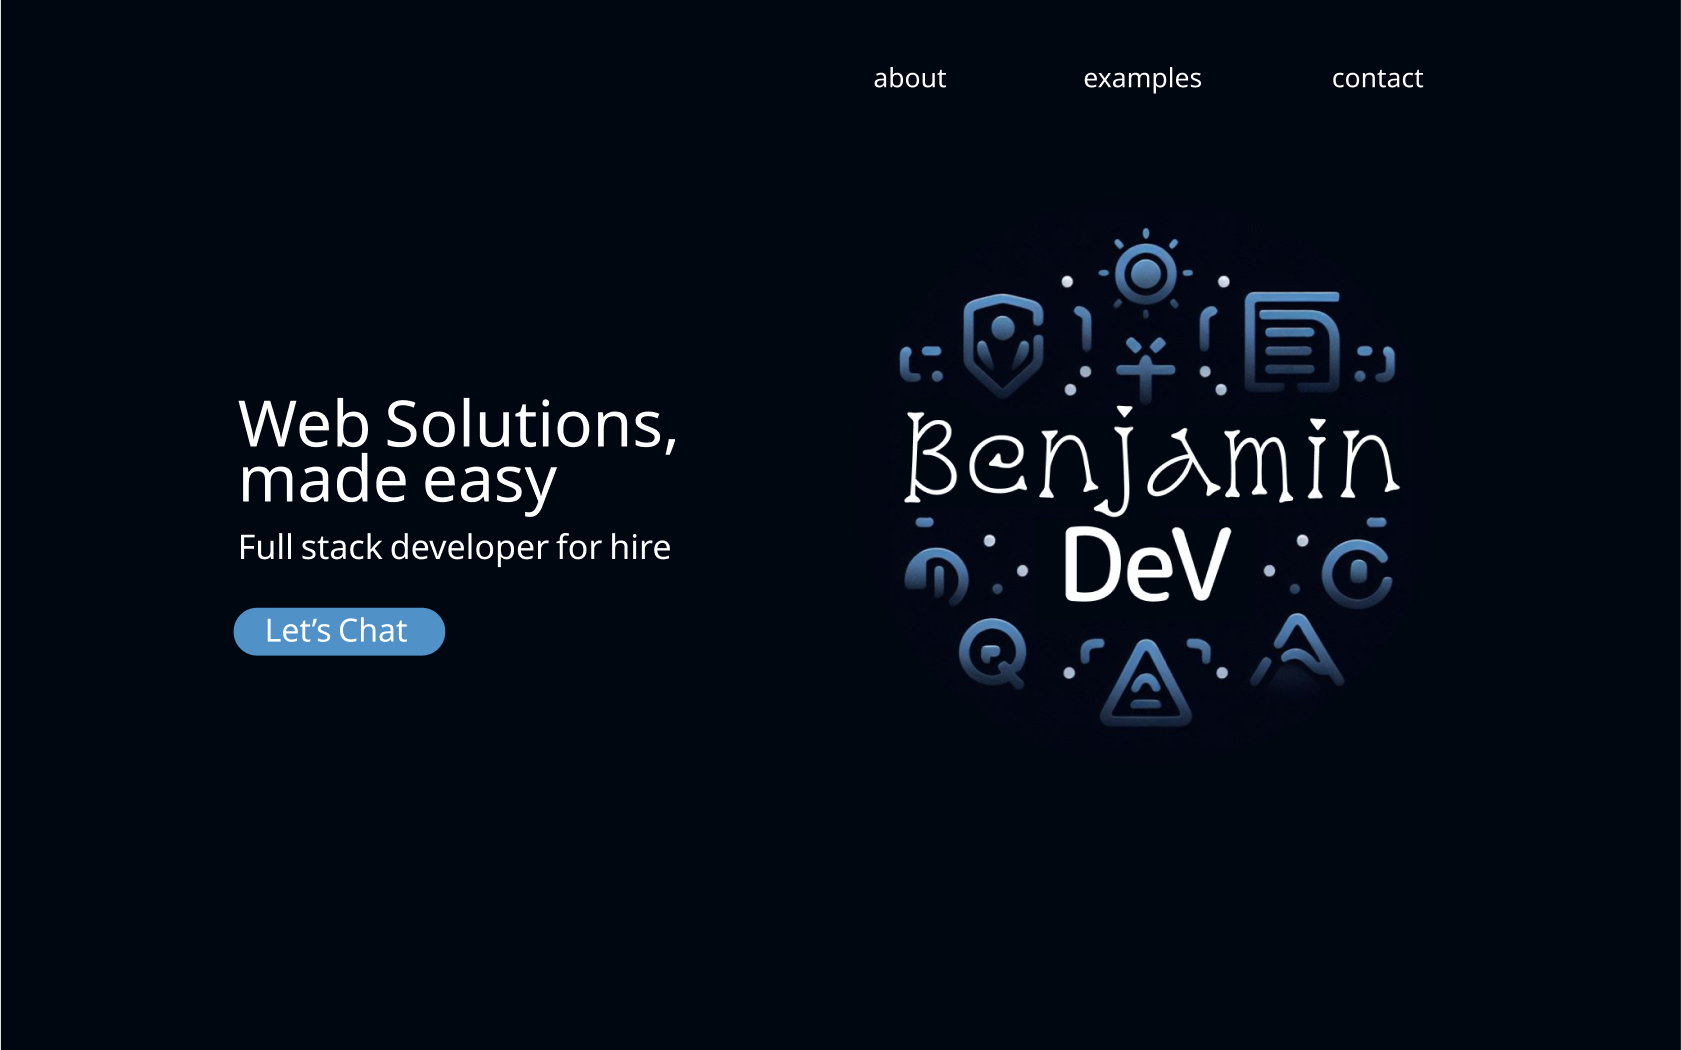 about examples contact
Web Solutions,
made easy
Full stack developer for hire
Let’s Chat
Benjamin
DeV